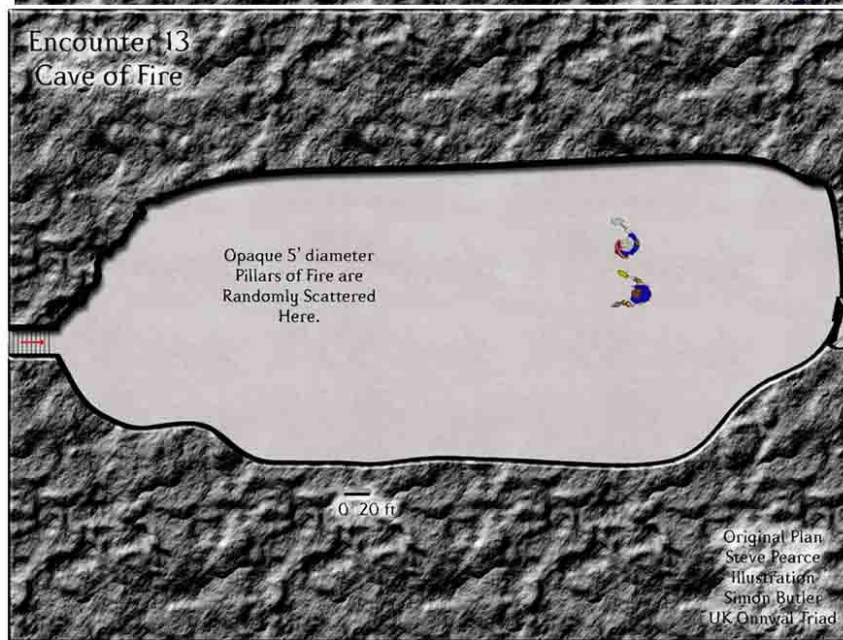 Encounter 13
Cave of Fire
Opaque 5' diameter
Pillars of Fire are
Randomly Scattered
Here.
0 20 ft
Original Plan
Steve Pearce
Illustration
Simon Butler
UK Onnwal Triad